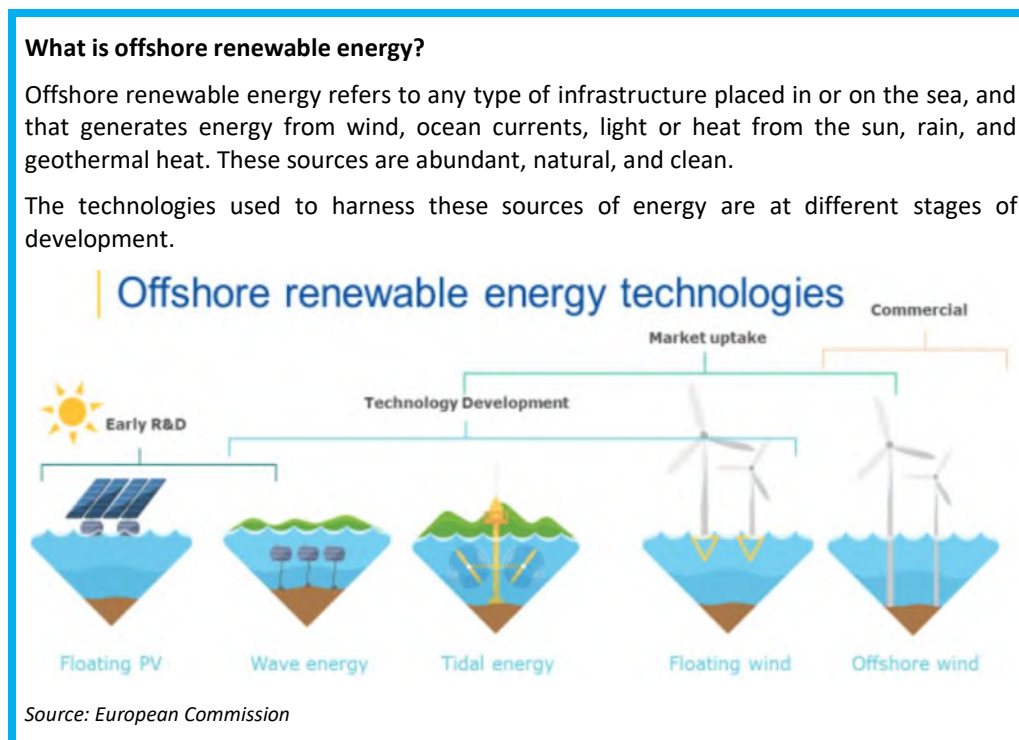 What is offshore renewable energy?
Offshore renewable energy refers to any type of infrastructure placed in or on the sea, and
that generates energy from wind, ocean currents, light or heat from the sun, rain, and
geothermal heat. These sources are abundant, natural, and clean.
The technologies used to harness these sources of energy are at different stages of
development.
Offshore renewable energy technologies
Commercial
Market uptake
Technology Development
Early R&D
Floating PV
Wave energy
Tidal energy
Floating wind
Offshore wind
Source: European Commission